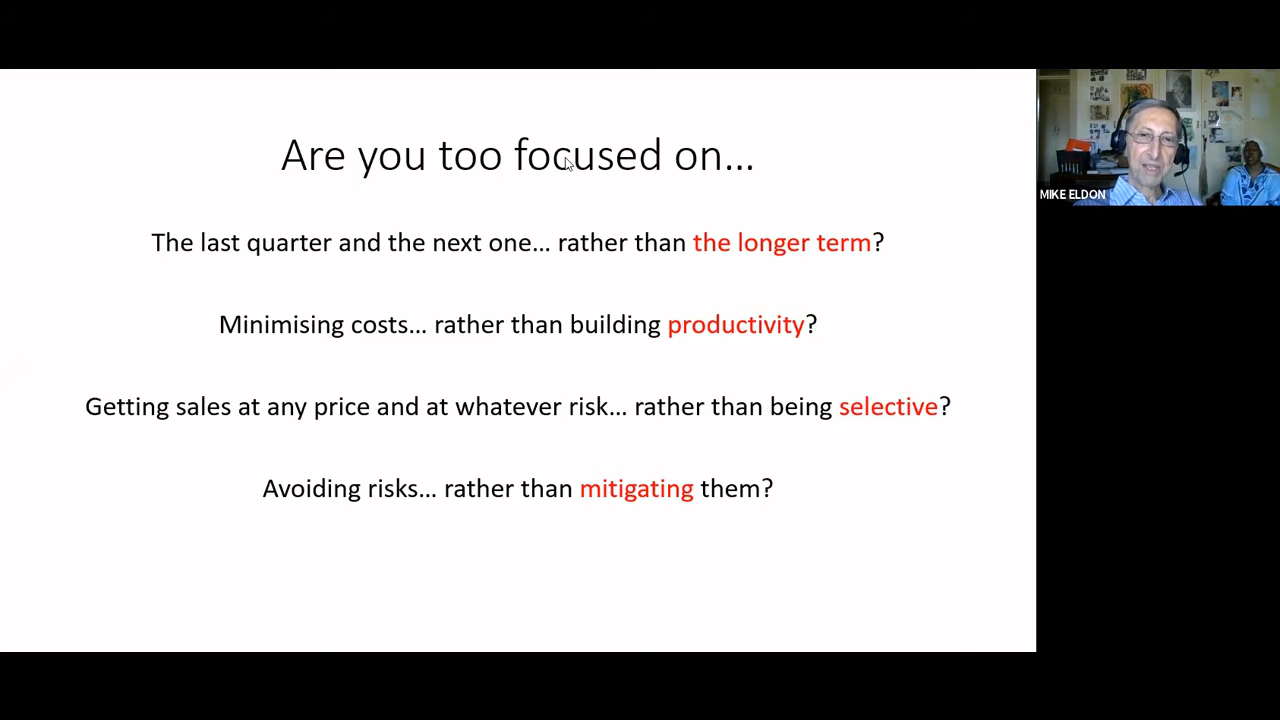 Are you too focused on...
The last quarter and the next one... rather than the longer term?
Minimising costs... rather than building productivity?
Getting sales at any price and at whatever risk... rather than being selective?
Avoiding risks... rather than mitigating them?
MIKE ELDON